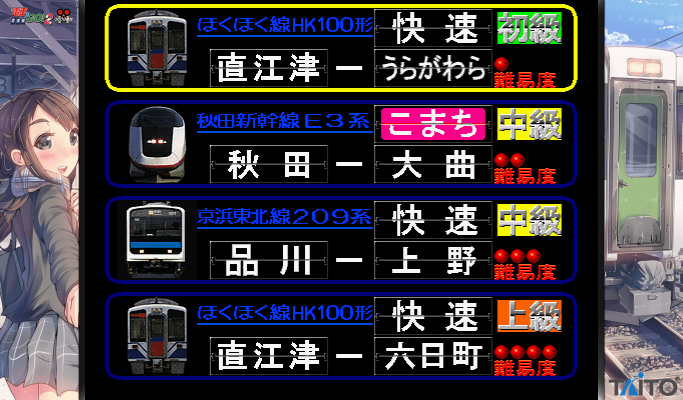 ほくほく線HK100形 快速 初級
直江津ーうらがわら 難易度
秋田新幹線E3系 こまち 中級
秋田ー大曲 難易度
京浜東北線209系 快速 中級
品川ー上野 難易度
ほくほく線HK100形 快速 上級
直江津ー六日町 難易度
TAITO